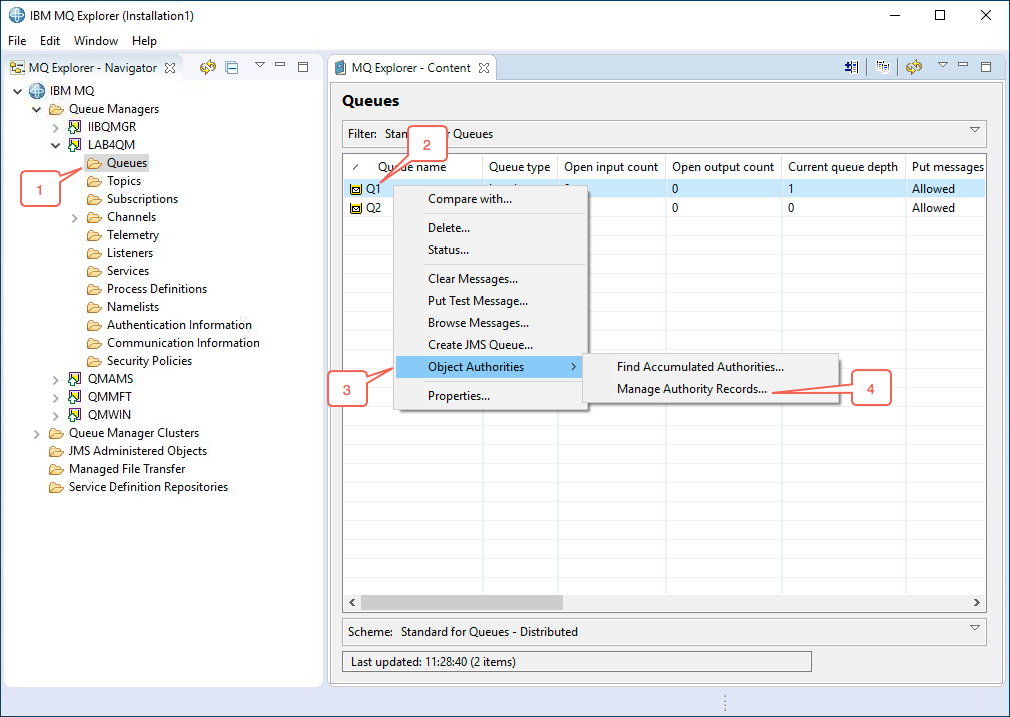 IBM MQ Explorer (Installation1)
File Edit Window Help
MQ Explorer - Navigator
IBM MQ
Queue Managers
IIBQMGR
LAB4QM
Queues
1
Topics
Subscriptions
Channels
Telemetry
Listeners
Services
Process Definitions
Namelists
Authentication Information
Communication Information
Security Policies
QMAMS
QMMFT
QMWIN
Queue Manager Clusters
JMS Administered Objects
Managed File Transfer
Service Definition Repositories
MQ Explorer - Content
Queues
Filter: Queues
2
name Queue type Open input count Open output count Current queue depth Put messages
Q1 0 1 Allowed
Q2 0 0 Allowed
Compare with...
Delete...
Status...
Clear Messages...
Put Test Message...
Browse Messages...
Create JMS Queue...
Object Authorities
3
Properties...
Find Accumulated Authorities...
Manage Authority Records...
4
Scheme: Standard for Queues - Distributed
Last updated: 11:28:40 (2 items)